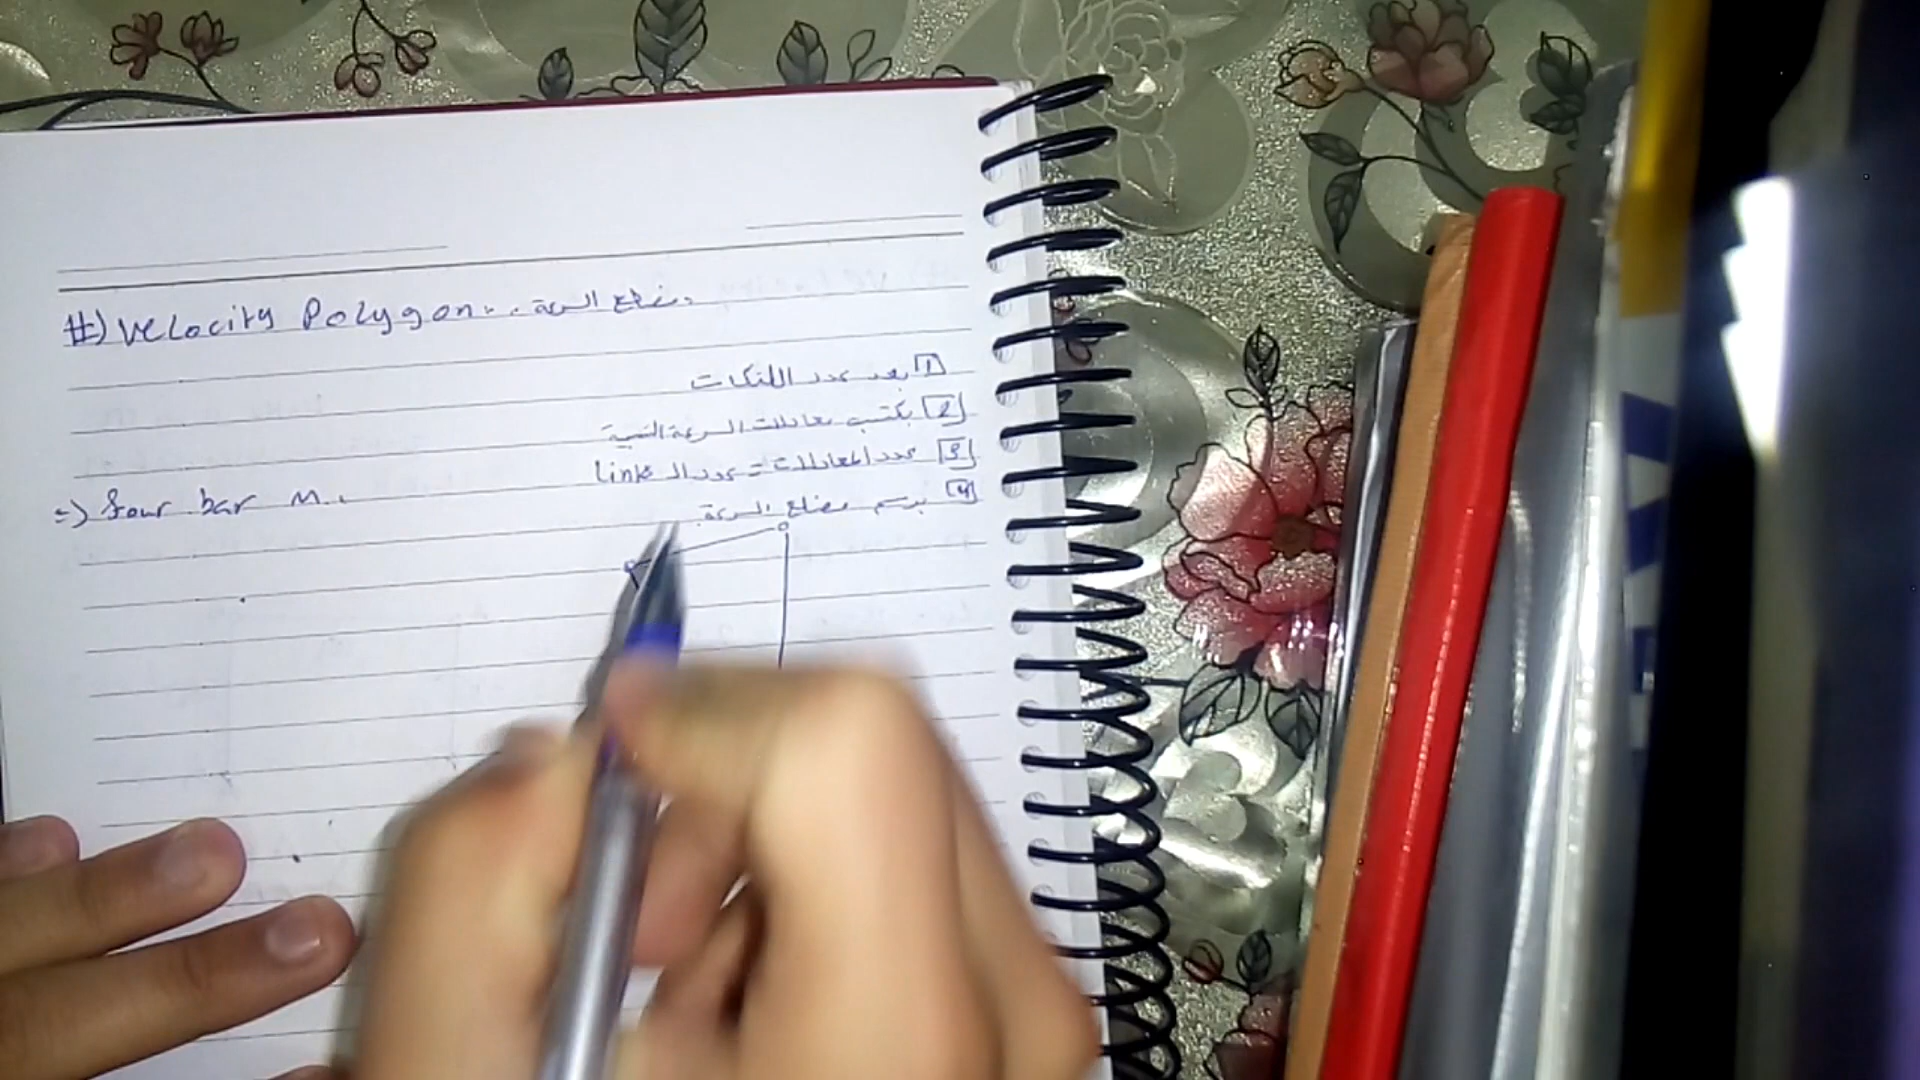 #) Velocity Polygon:. مضلع السرعة.
1 بعد عدد اللنكات
2 بكتب معادلات السرعة النسبية
3 عدد المعادلات = عدد الـ link
4 برسم مضلع السرعة.
=) four bar M.